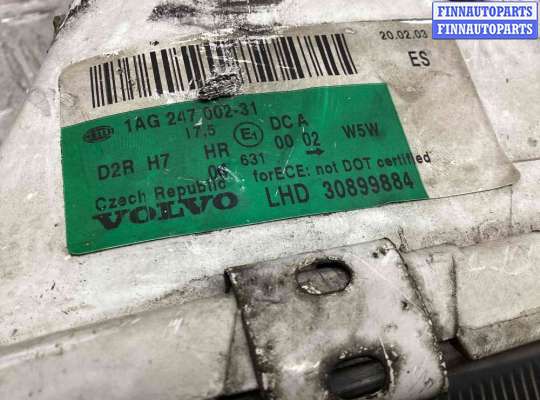 FINNAUTOPARTS
FINNAUTOPARTS
20.02.03
ES
1AG 247 002-31
17,5 E1 DC A
D2R H7 HR 00 02 W5W
06 631 →
Czech Republic forECE: not DOT certified
VOLVO LHD 30899884